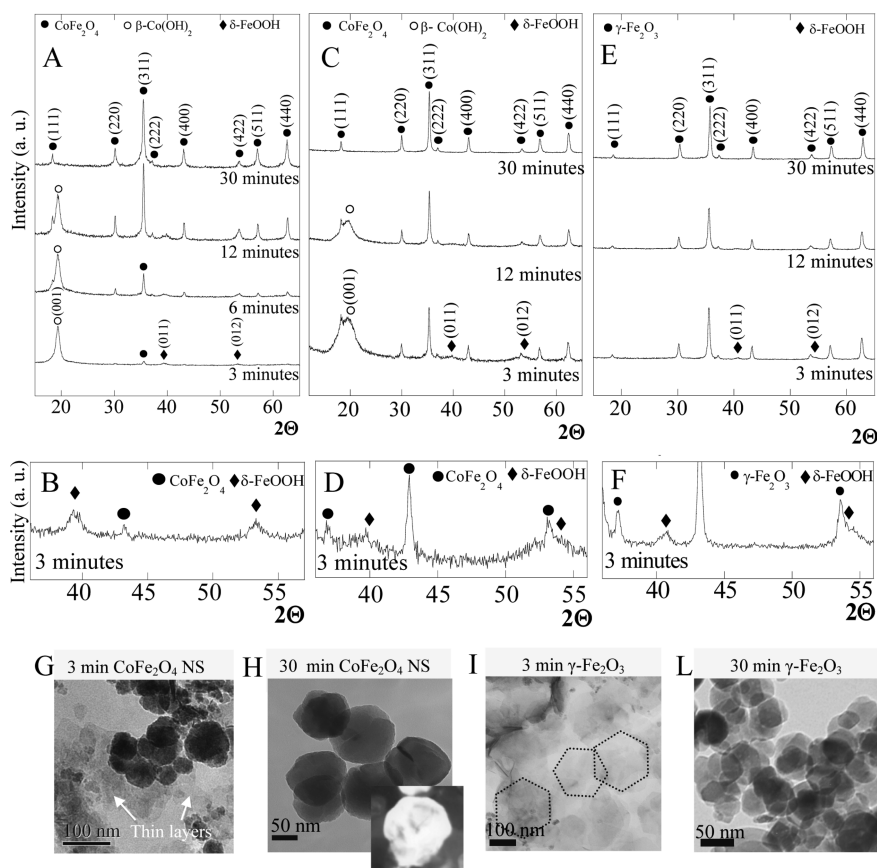 ● CoFe₂O₄ ○ β-Co(OH)₂ ◆ δ-FeOOH
A
(111)
(220)
(311)
(222)
(400)
(422)
(511)
(440)
30 minutes
12 minutes
6 minutes
(001)
(011)
(012)
3 minutes
Intensity (a. u.)
20 30 40 50 60
2Θ
● CoFe₂O₄ ○ β- Co(OH)₂ ◆ δ-FeOOH
C
(111)
(220)
(311)
(222)
(400)
(422)
(511)
(440)
30 minutes
12 minutes
(001)
(011)
(012)
3 minutes
20 30 40 50 60
2Θ
● γ-Fe₂O₃ ◆ δ-FeOOH
E
(111)
(220)
(311)
(222)
(400)
(422)
(511)
(440)
30 minutes
12 minutes
(011)
(012)
3 minutes
20 30 40 50 60
2Θ
B
● CoFe₂O₄ ◆ δ-FeOOH
3 minutes
Intensity (a. u.)
40 45 50 55
2Θ
D
● CoFe₂O₄ ◆ δ-FeOOH
3 minutes
40 45 50 55
2Θ
F
● γ-Fe₂O₃ ◆ δ-FeOOH
3 minutes
40 45 50 55
2Θ
G 3 min CoFe₂O₄ NS
Thin layers
100 nm
H 30 min CoFe₂O₄ NS
50 nm
I 3 min γ-Fe₂O₃
100 nm
L 30 min γ-Fe₂O₃
50 nm